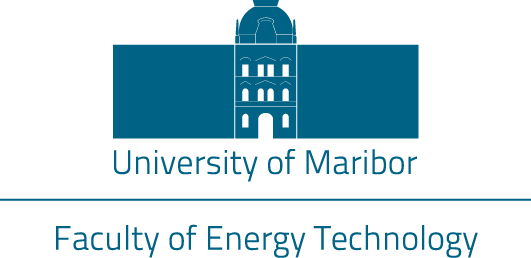 University of Maribor
Faculty of Energy Technology